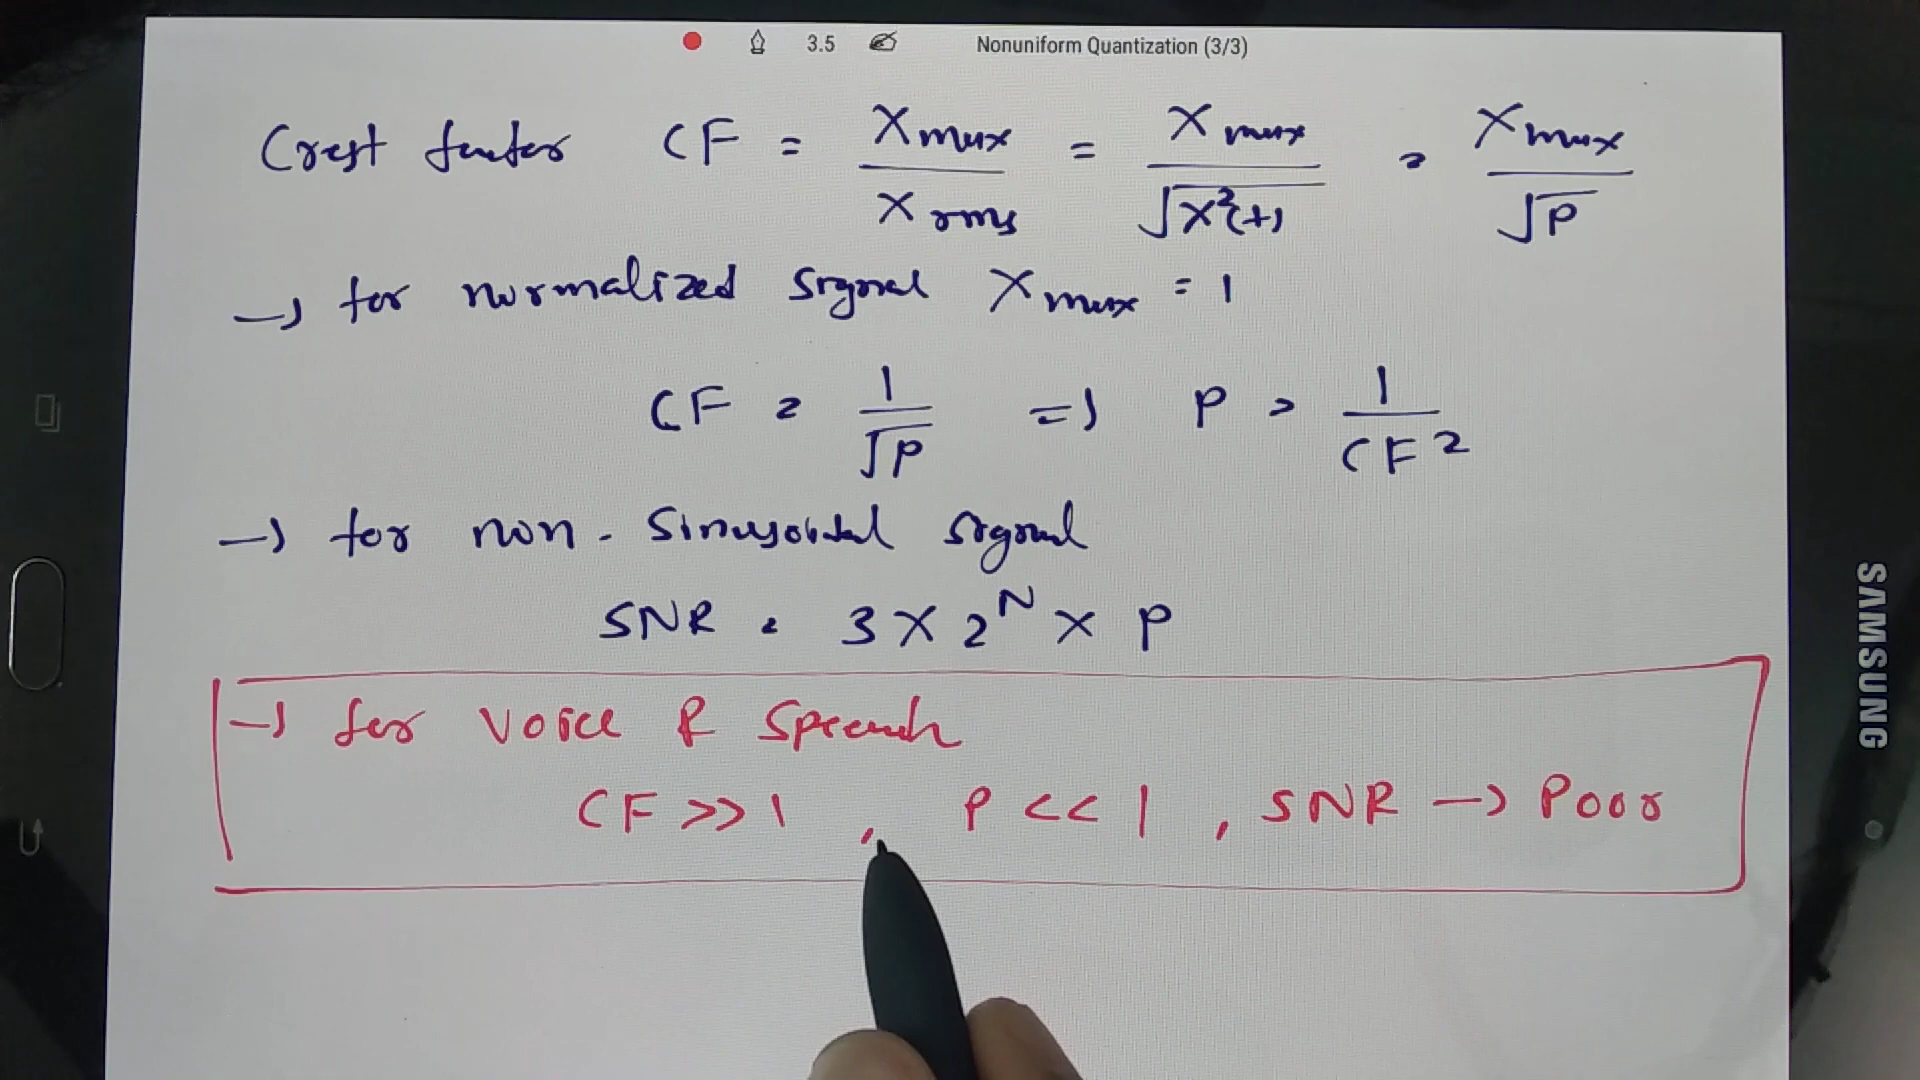 3.5 Nonuniform Quantization (3/3)
Crest factor CF = Xmax / Xrms = Xmax / √X²(t) = Xmax / √P
→ for normalized signal Xmax = 1
CF = 1 / √P ⇒ P = 1 / CF²
→ for non-sinusoidal signal
SNR = 3 × 2^N × P
→ for Voice & Speech
CF >> 1 , P << 1 , SNR → Poor
SAMSUNG